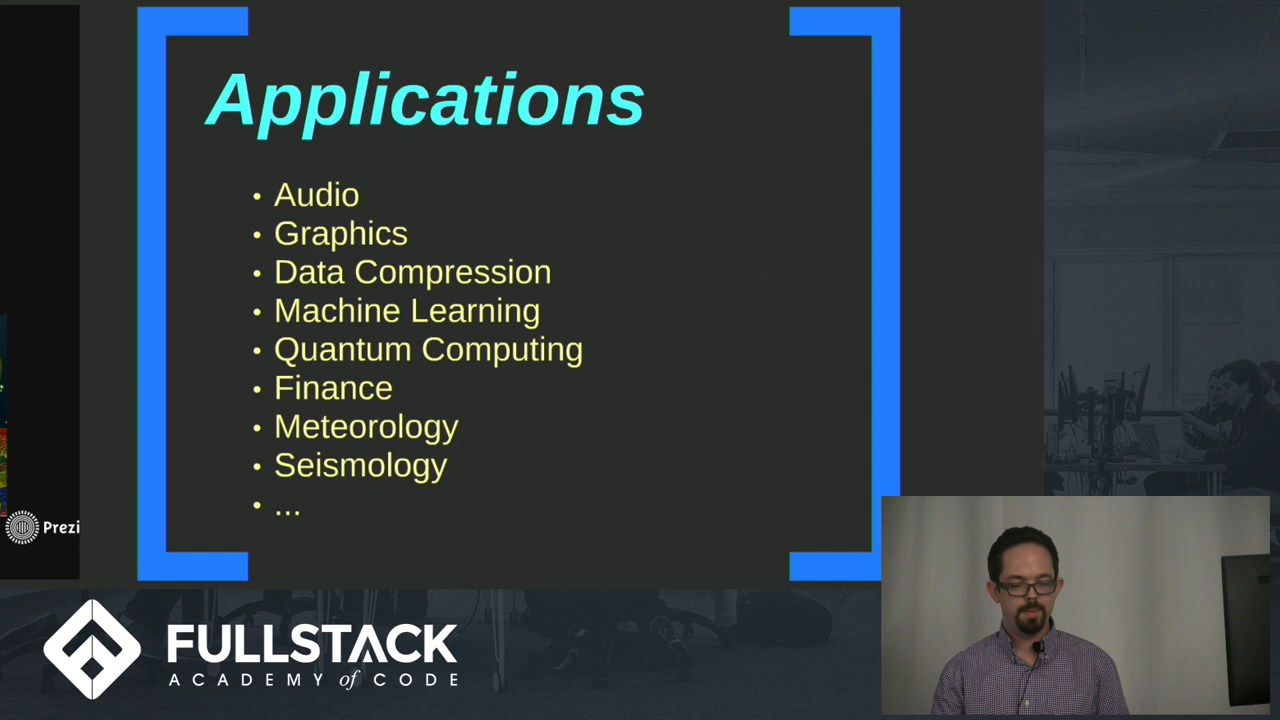 Applications
• Audio
• Graphics
• Data Compression
• Machine Learning
• Quantum Computing
• Finance
• Meteorology
• Seismology
• ...
Prezi
FULLSTACK
ACADEMY of CODE